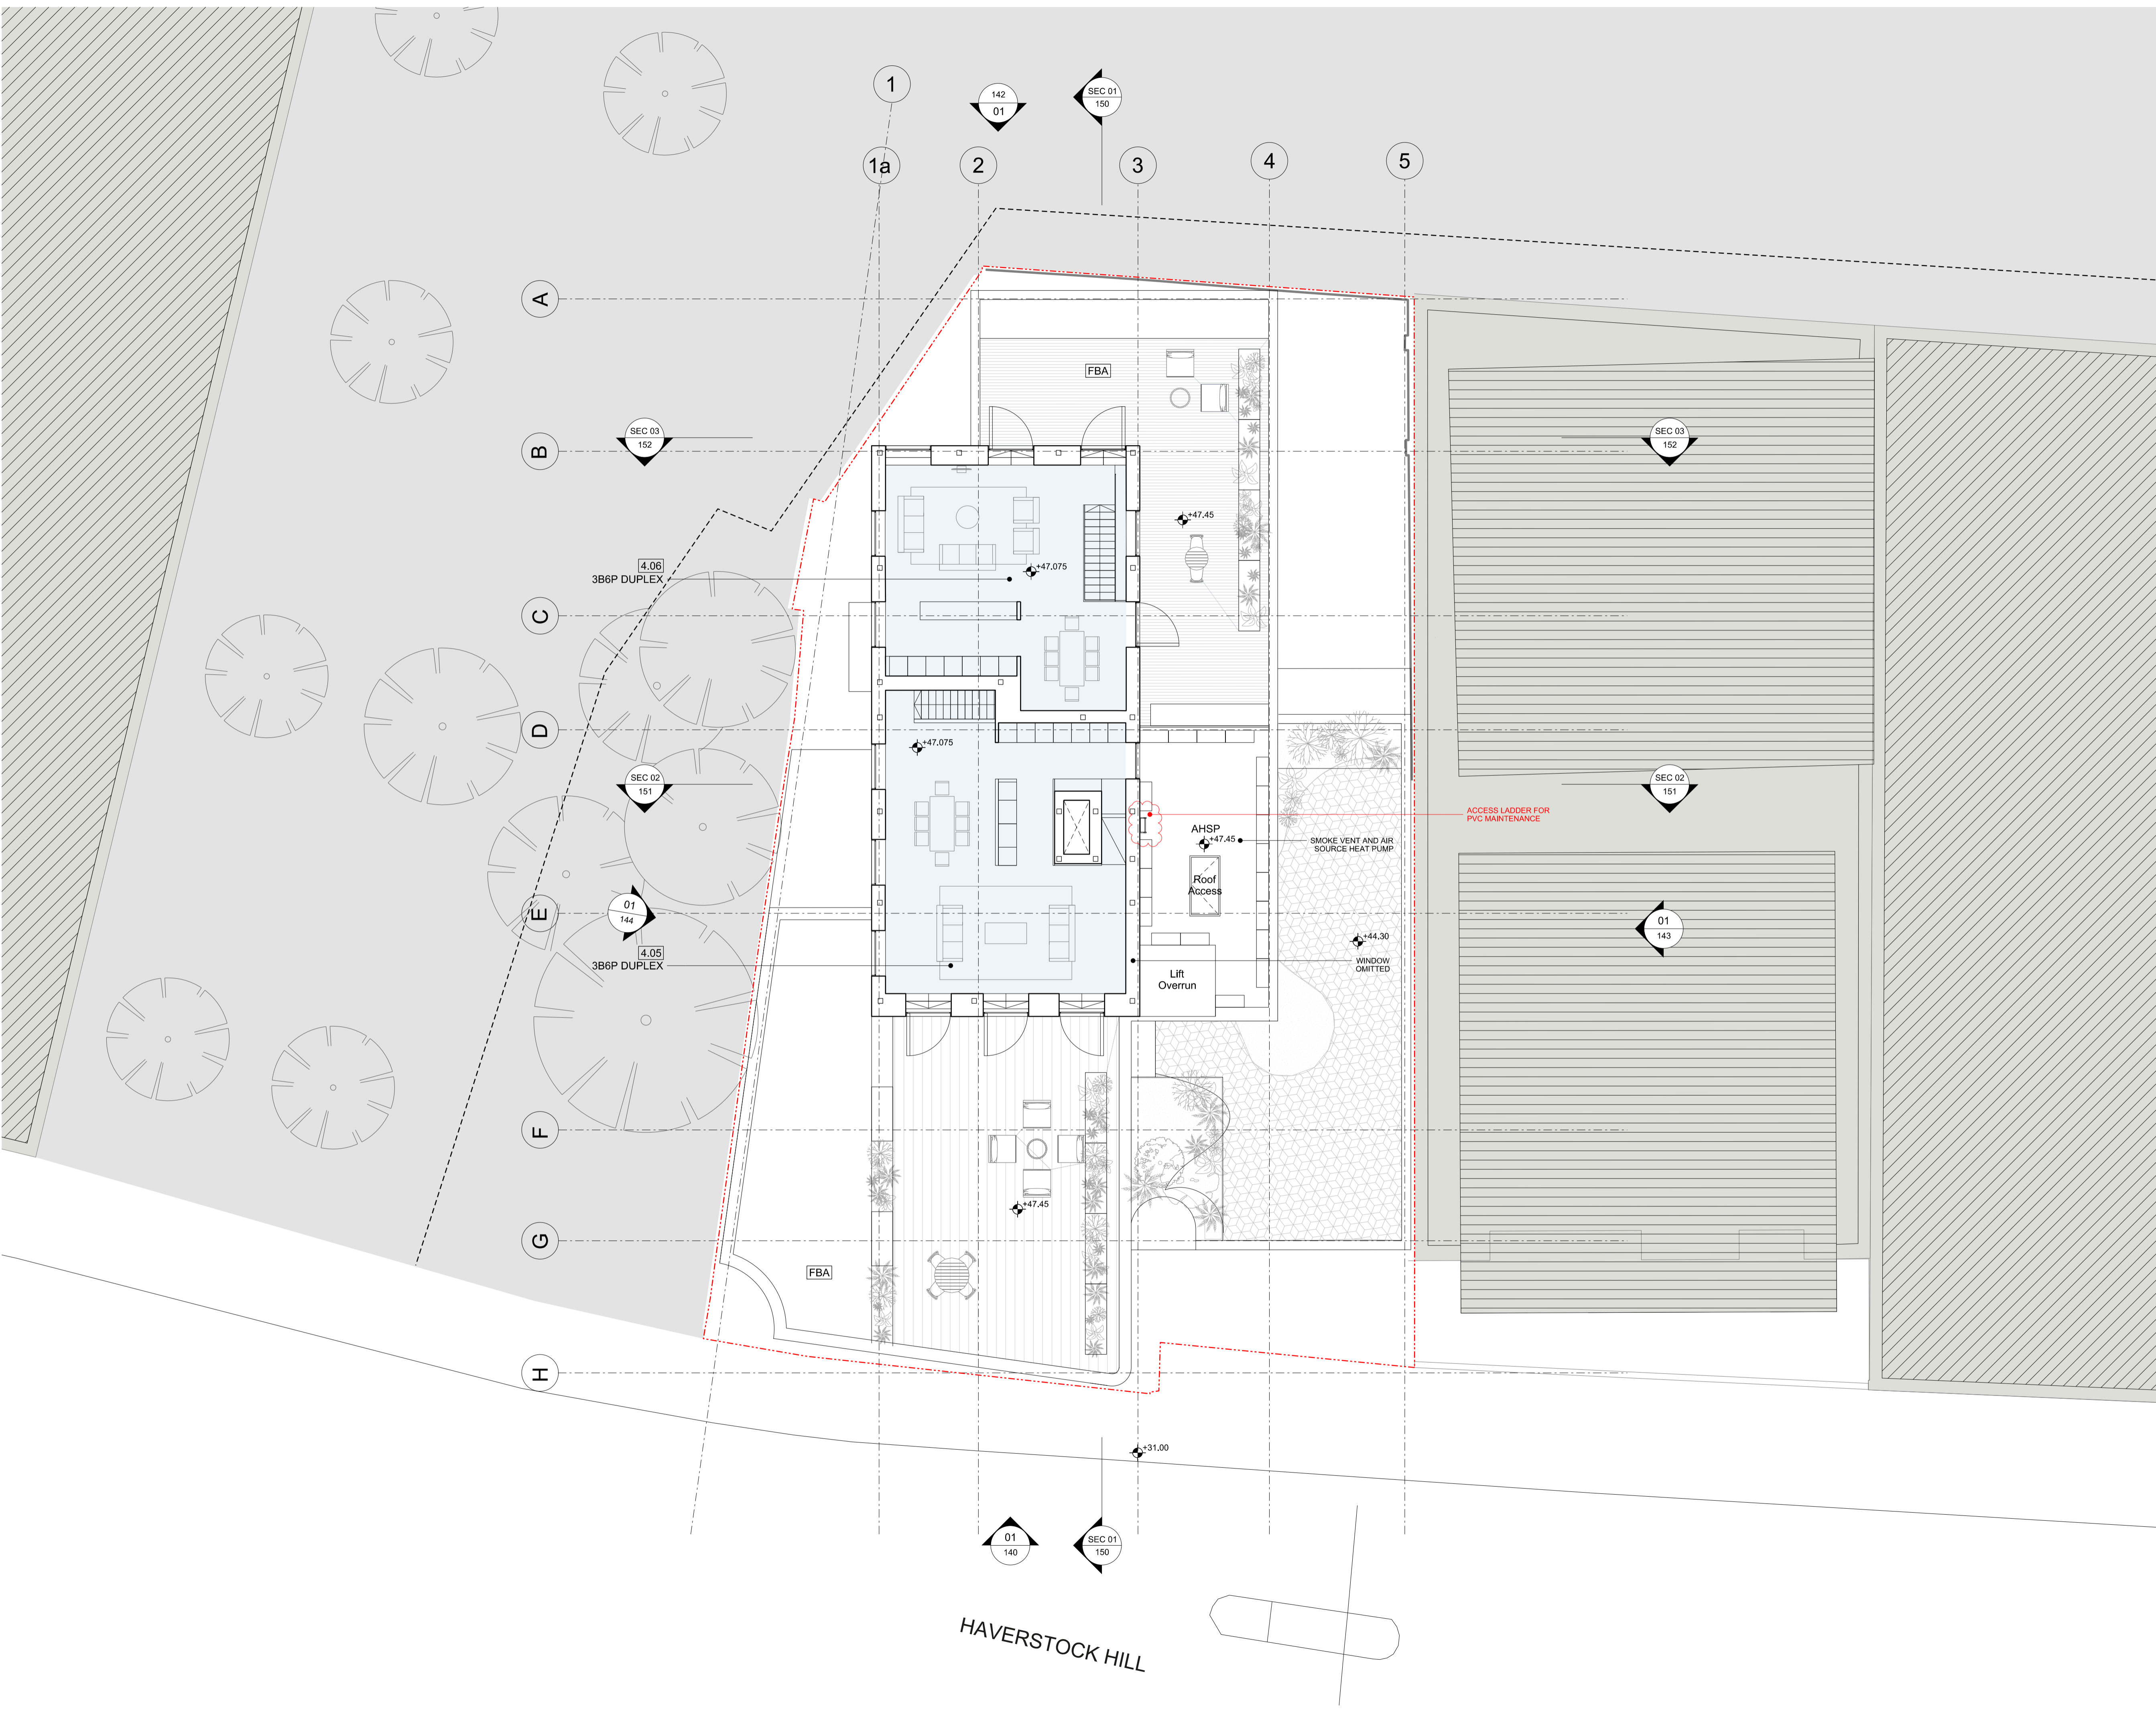 1
142
01
SEC 01
150
1a
2
3
4
5
A
FBA
SEC 03
152
SEC 03
152
B
+47.45
4.06
3B6P DUPLEX
+47.075
C
D
+47.075
SEC 02
151
SEC 02
151
ACCESS LADDER FOR
PVC MAINTENANCE
AHSP
+47.45
SMOKE VENT AND AIR
SOURCE HEAT PUMP
Roof
Access
01
144
E
01
143
+44.30
4.05
3B6P DUPLEX
WINDOW
OMITTED
Lift
Overrun
F
+47.45
G
FBA
H
+31.00
01
140
SEC 01
150
HAVERSTOCK HILL